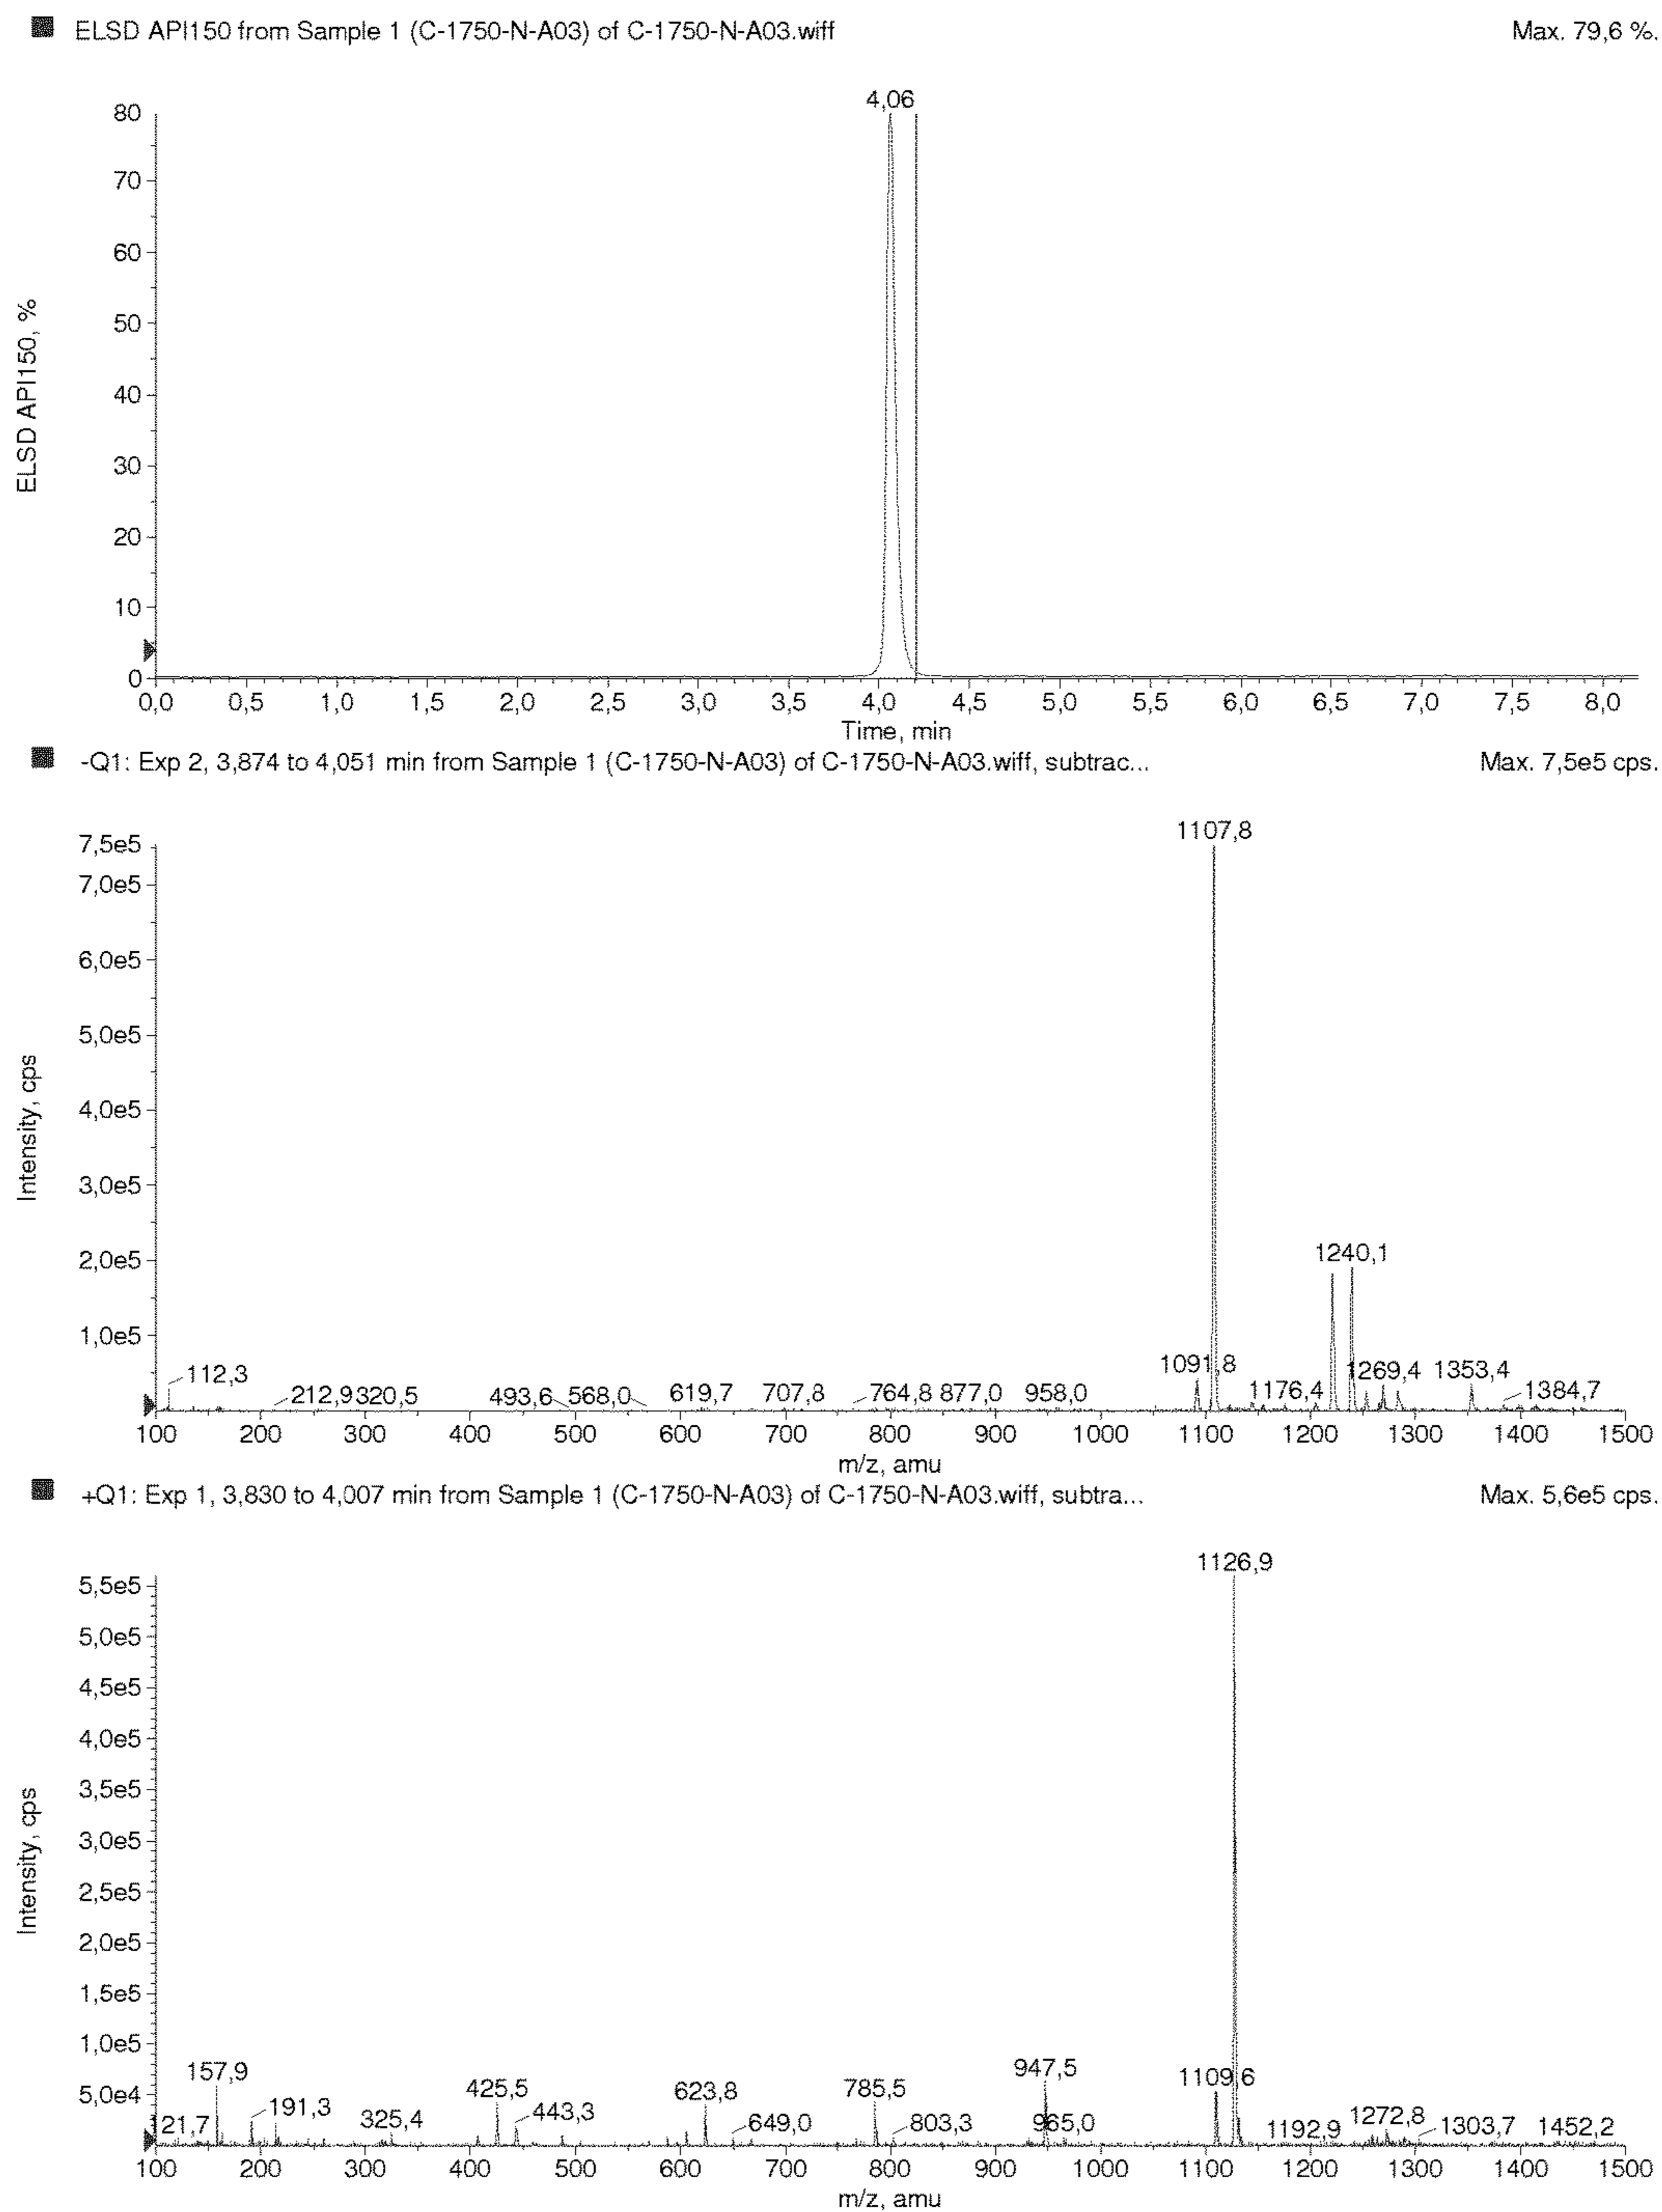 ELSD API150 from Sample 1 (C-1750-N-A03) of C-1750-N-A03.wiff Max. 79,6 %.
4,06
80
70
60
50
40
30
20
10
0
ELSD API150, %
0,0 0,5 1,0 1,5 2,0 2,5 3,0 3,5 4,0 4,5 5,0 5,5 6,0 6,5 7,0 7,5 8,0
Time, min
-Q1: Exp 2, 3,874 to 4,051 min from Sample 1 (C-1750-N-A03) of C-1750-N-A03.wiff, subtrac... Max. 7,5e5 cps.
1107,8
7,5e5
7,0e5
6,0e5
5,0e5
4,0e5
3,0e5
2,0e5
1,0e5
Intensity, cps
1240,1
112,3 212,9 320,5 493,6 568,0 619,7 707,8 764,8 877,0 958,0 1091,8 1176,4 1269,4 1353,4 1384,7
100 200 300 400 500 600 700 800 900 1000 1100 1200 1300 1400 1500
m/z, amu
+Q1: Exp 1, 3,830 to 4,007 min from Sample 1 (C-1750-N-A03) of C-1750-N-A03.wiff, subtra... Max. 5,6e5 cps.
1126,9
5,5e5
5,0e5
4,5e5
4,0e5
3,5e5
3,0e5
2,5e5
2,0e5
1,5e5
1,0e5
5,0e4
Intensity, cps
121,7 157,9 191,3 325,4 425,5 443,3 623,8 649,0 785,5 803,3 947,5 965,0 1109,6 1192,9 1272,8 1303,7 1452,2
100 200 300 400 500 600 700 800 900 1000 1100 1200 1300 1400 1500
m/z, amu